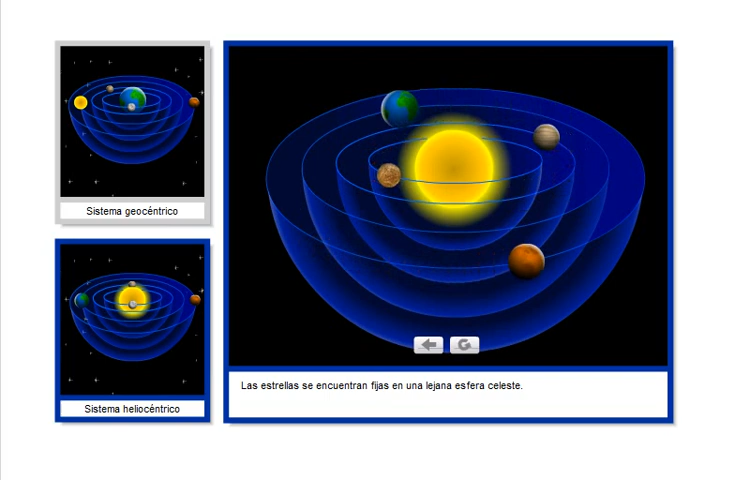 Sistema geocéntrico
Sistema heliocéntrico
Las estrellas se encuentran fijas en una lejana esfera celeste.